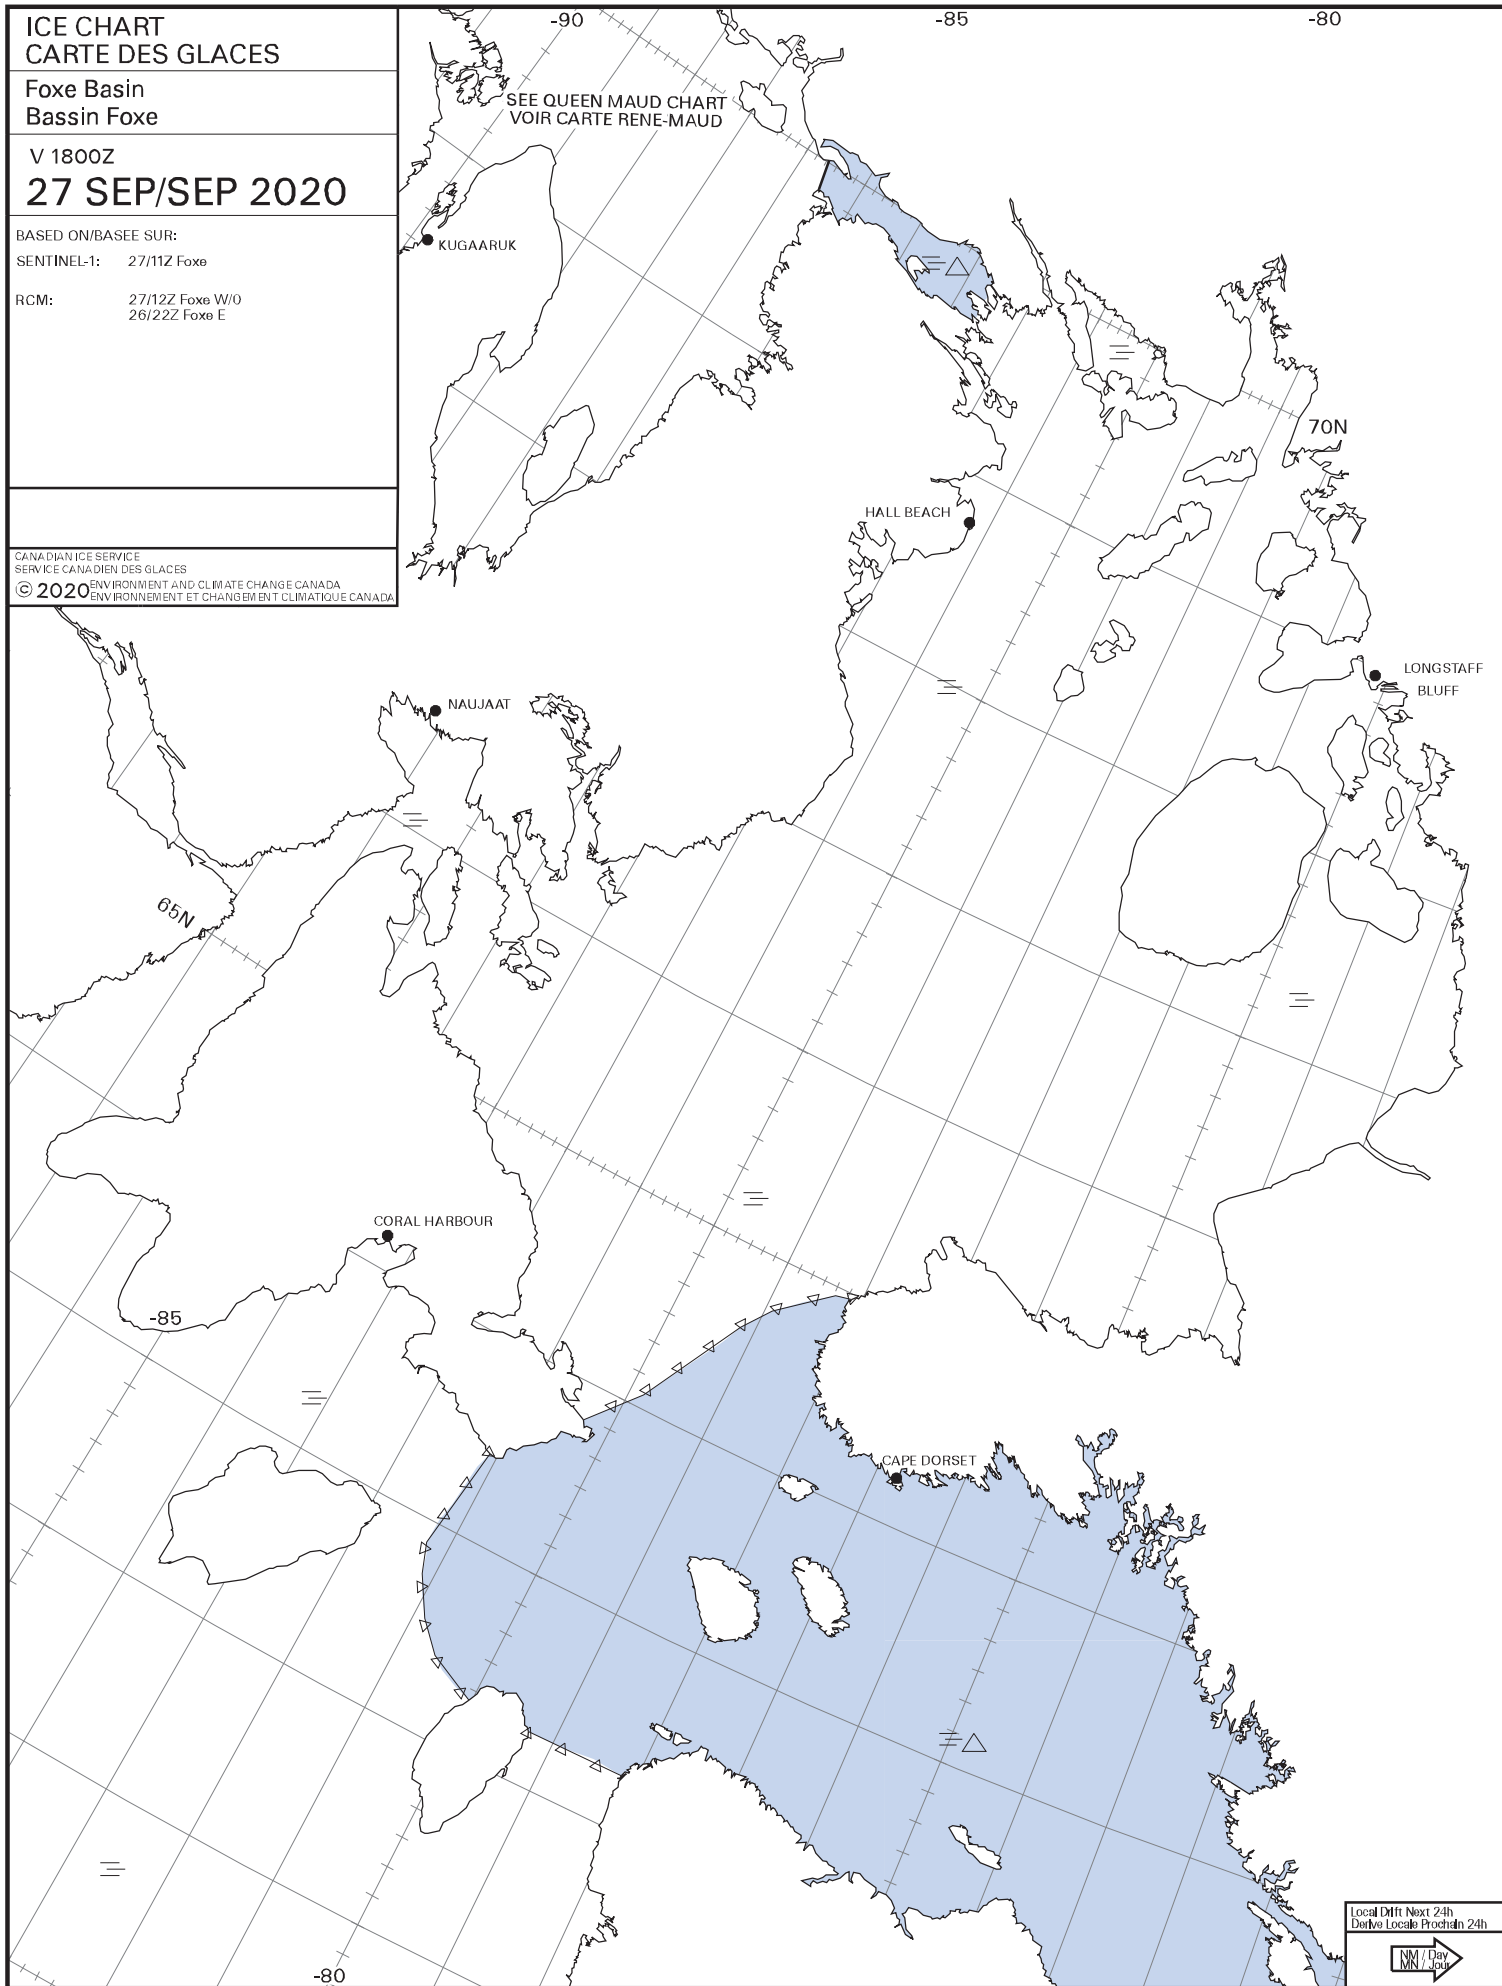 ICE CHART
CARTE DES GLACES
Foxe Basin
Bassin Foxe
V 1800Z
27 SEP/SEP 2020
BASED ON/BASEE SUR:
SENTINEL-1: 27/11Z Foxe
RCM: 27/12Z Foxe W/0
26/22Z Foxe E
CANADIAN ICE SERVICE
SERVICE CANADIEN DES GLACES
© 2020 ENVIRONMENT AND CLIMATE CHANGE CANADA
ENVIRONNEMENT ET CHANGEMENT CLIMATIQUE CANADA
-90
-85
-80
SEE QUEEN MAUD CHART
VOIR CARTE RENE-MAUD
KUGAARUK
70N
HALL BEACH
LONGSTAFF
BLUFF
NAUJAAT
65N
CORAL HARBOUR
-85
CAPE DORSET
-80
Local Drift Next 24h
Derive Locale Prochain 24h
NM / Day
MN / Jour